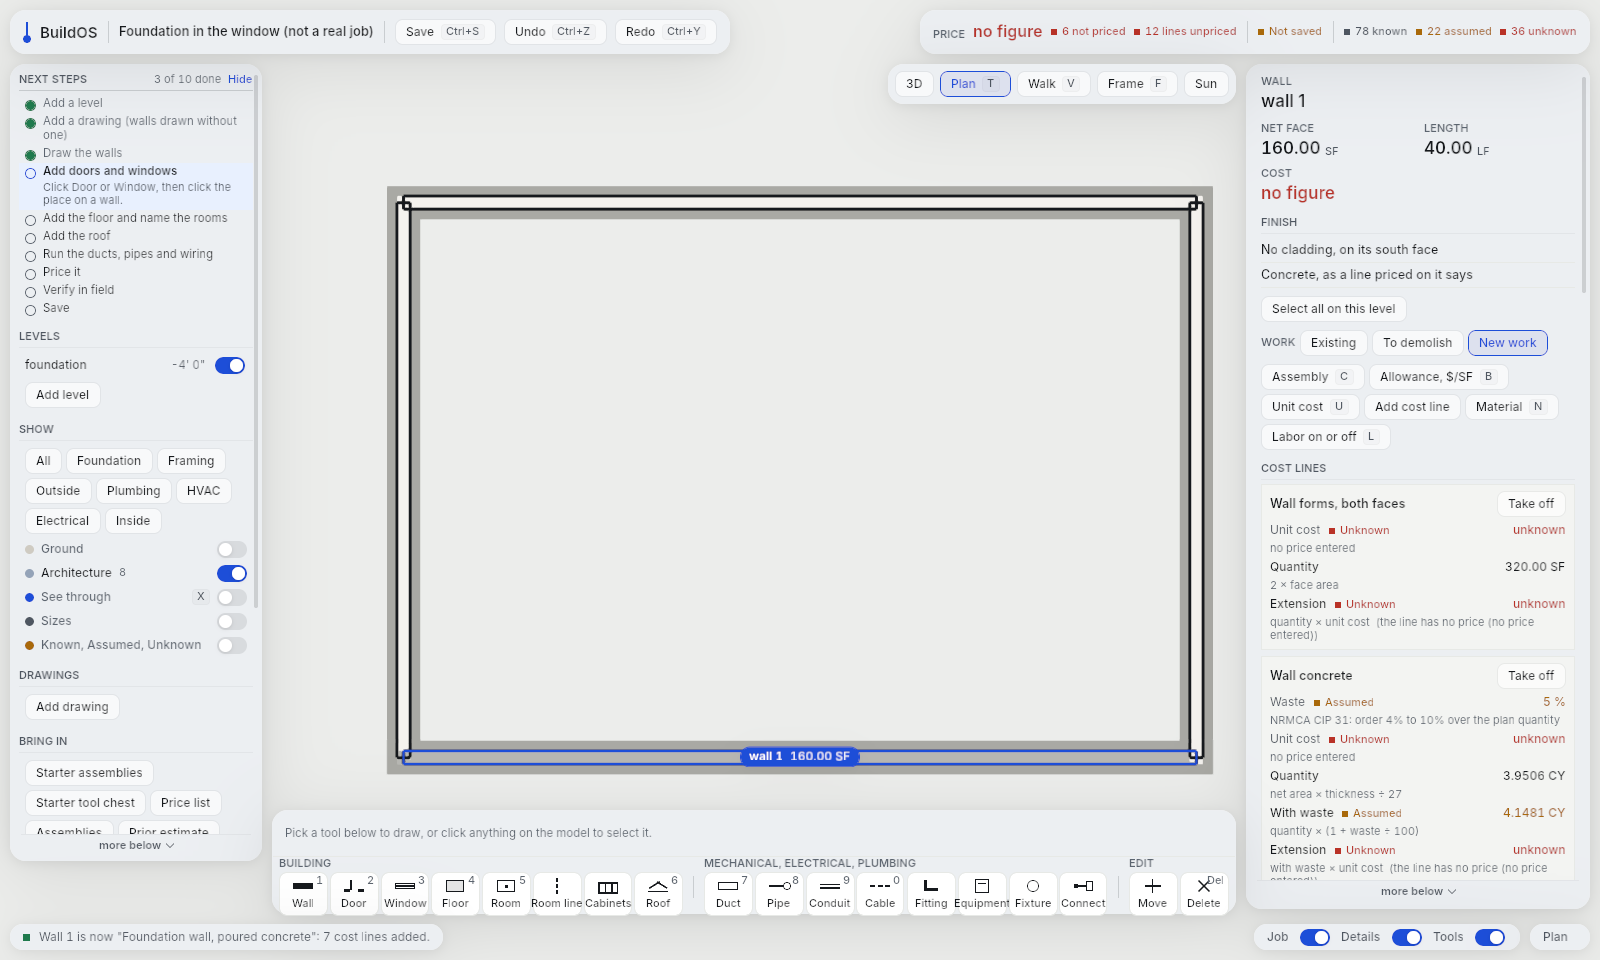 BuildOS
Foundation in the window (not a real job)
Save Ctrl+S
Undo Ctrl+Z
Redo Ctrl+Y
PRICE no figure 6 not priced 12 lines unpriced Not saved 78 known 22 assumed 36 unknown
NEXT STEPS 3 of 10 done Hide
Add a level
Add a drawing (walls drawn without
one)
Draw the walls
Add doors and windows
Click Door or Window, then click the
place on a wall.
Add the floor and name the rooms
Add the roof
Run the ducts, pipes and wiring
Price it
Verify in field
Save
LEVELS
foundation -4' 0"
Add level
SHOW
All Foundation Framing
Outside Plumbing HVAC
Electrical Inside
Ground
Architecture 8
See through X
Sizes
Known, Assumed, Unknown
DRAWINGS
Add drawing
BRING IN
Starter assemblies
Starter tool chest Price list
Assemblies Prior estimate
more below
3D Plan T Walk V Frame F Sun
wall 1 160.00 SF
Pick a tool below to draw, or click anything on the model to select it.
BUILDING
1 Wall
2 Door
3 Window
4 Floor
5 Room
Room line
Cabinets
6 Roof
MECHANICAL, ELECTRICAL, PLUMBING
7 Duct
8 Pipe
9 Conduit
0 Cable
Fitting
Equipment
Fixture
Connect
EDIT
Move
Del Delete
WALL
wall 1
NET FACE LENGTH
160.00 SF 40.00 LF
COST
no figure
FINISH
No cladding, on its south face
Concrete, as a line priced on it says
Select all on this level
WORK Existing To demolish New work
Assembly C Allowance, $/SF B
Unit cost U Add cost line Material N
Labor on or off L
COST LINES
Wall forms, both faces Take off
Unit cost Unknown unknown
no price entered
Quantity 320.00 SF
2 × face area
Extension Unknown unknown
quantity × unit cost (the line has no price (no price
entered))
Wall concrete Take off
Waste Assumed 5 %
NRMCA CIP 31: order 4% to 10% over the plan quantity
Unit cost Unknown unknown
no price entered
Quantity 3.9506 CY
net area × thickness ÷ 27
With waste Assumed 4.1481 CY
quantity × (1 + waste ÷ 100)
Extension Unknown unknown
with waste × unit cost (the line has no price (no price
entered))
more below
Wall 1 is now "Foundation wall, poured concrete": 7 cost lines added.
Job Details Tools Plan